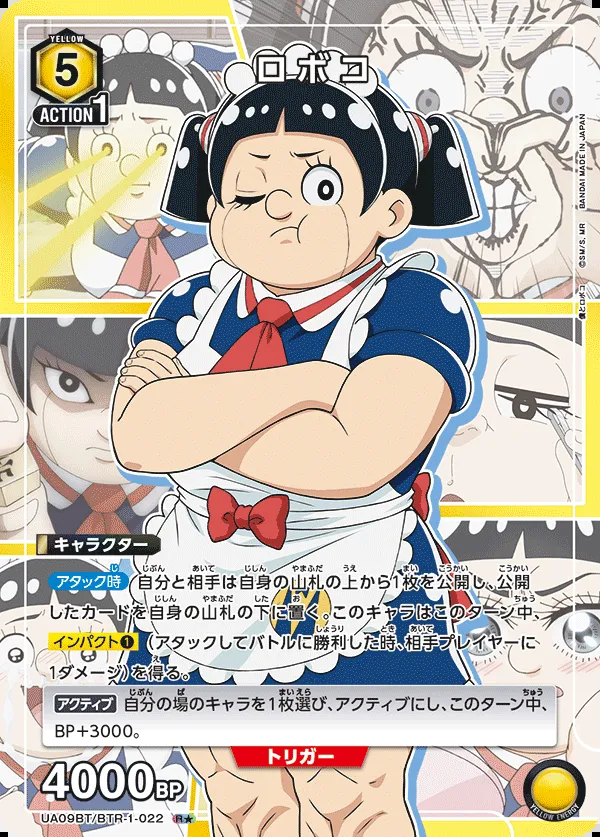 YELLOW
5
ACTION 1
ロボコ
BANDAI MADE IN JAPAN
©SM/S, MR
僕とロボコ
キャラクター
アタック時 自分と相手は自身の山札の上から1枚を公開し、公開
したカードを自身の山札の下に置く。このキャラはこのターン中、
インパクト❶ (アタックしてバトルに勝利した時、相手プレイヤーに
1ダメージ)を得る。
アクティブ 自分の場のキャラを1枚選び、アクティブにし、このターン中、
BP+3000。
トリガー
4000BP
UA09BT/BTR-1-022 R★
YELLOW ENERGY